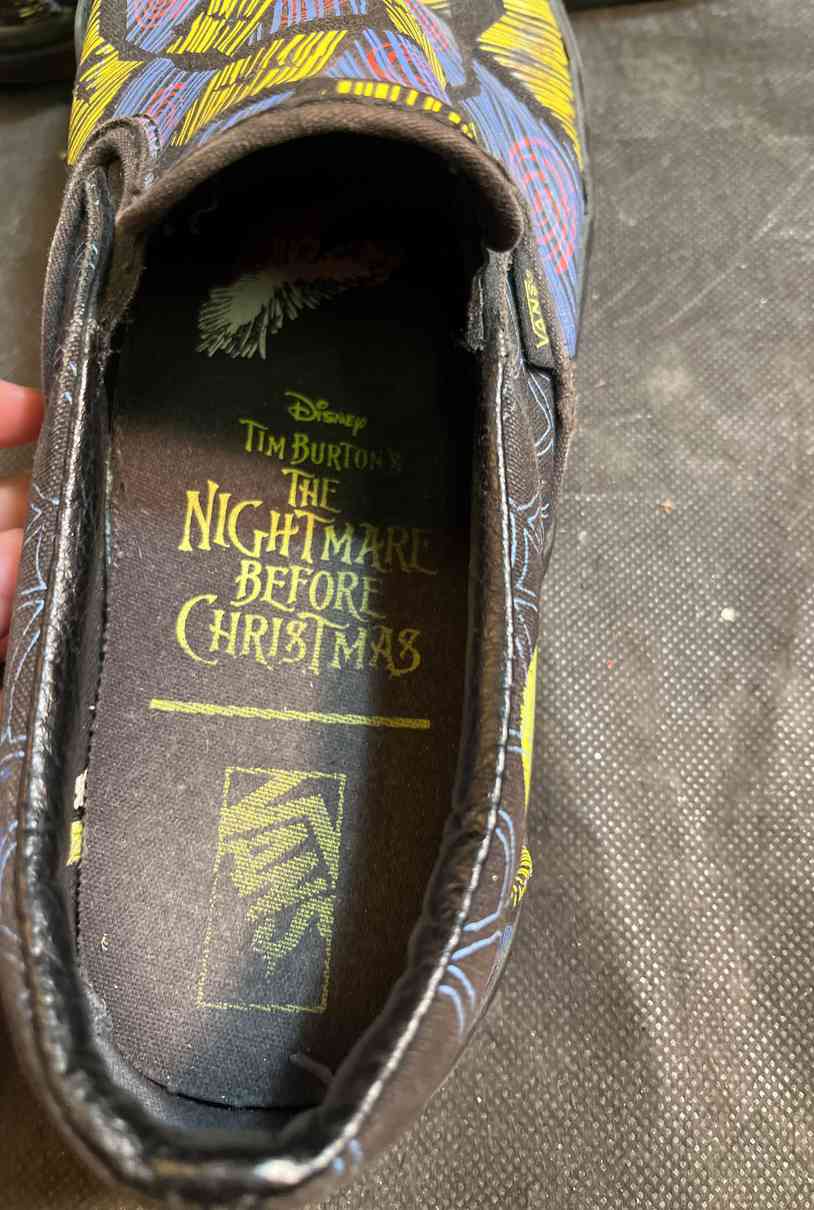 VANS
Disney
TIM BURTON'S
THE
NIGHTMARE
BEFORE
CHRISTMAS
VANS